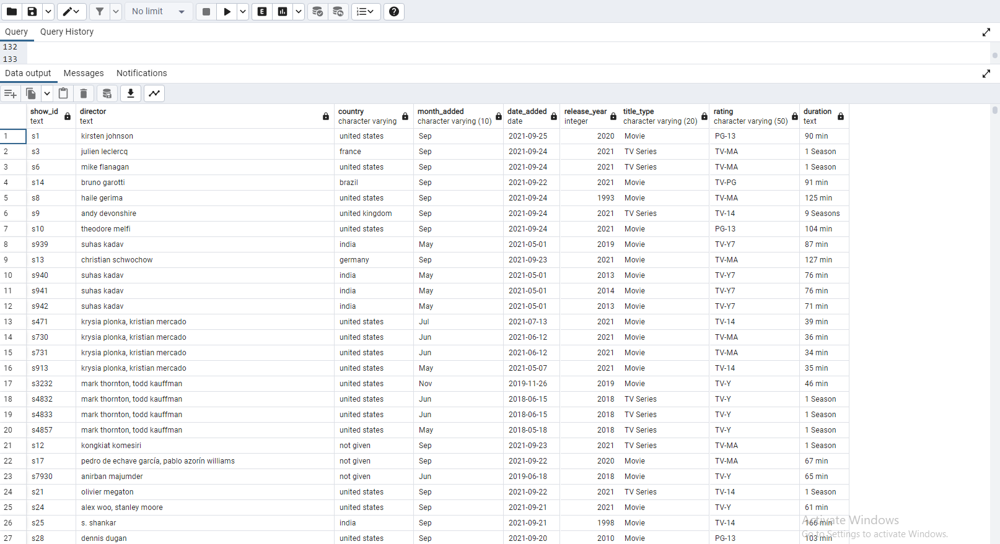 No limit
Query Query History
132
133
Data output Messages Notifications
show_id director country month_added date_added release_year title_type rating duration
text text character varying character varying (10) date integer character varying (20) character varying (50) text
1 s1 kirsten johnson united states Sep 2021-09-25 2020 Movie PG-13 90 min
2 s3 julien leclercq france Sep 2021-09-24 2021 TV Series TV-MA 1 Season
3 s6 mike flanagan united states Sep 2021-09-24 2021 TV Series TV-MA 1 Season
4 s14 bruno garotti brazil Sep 2021-09-22 2021 Movie TV-PG 91 min
5 s8 haile gerima united states Sep 2021-09-24 1993 Movie TV-MA 125 min
6 s9 andy devonshire united kingdom Sep 2021-09-24 2021 TV Series TV-14 9 Seasons
7 s10 theodore melfi united states Sep 2021-09-24 2021 Movie PG-13 104 min
8 s939 suhas kadav india May 2021-05-01 2019 Movie TV-Y7 87 min
9 s13 christian schwochow germany Sep 2021-09-23 2021 Movie TV-MA 127 min
10 s940 suhas kadav india May 2021-05-01 2013 Movie TV-Y7 76 min
11 s941 suhas kadav india May 2021-05-01 2014 Movie TV-Y7 76 min
12 s942 suhas kadav india May 2021-05-01 2013 Movie TV-Y7 71 min
13 s471 krysia plonka, kristian mercado united states Jul 2021-07-13 2021 Movie TV-14 39 min
14 s730 krysia plonka, kristian mercado united states Jun 2021-06-12 2021 Movie TV-MA 36 min
15 s731 krysia plonka, kristian mercado united states Jun 2021-06-12 2021 Movie TV-MA 34 min
16 s913 krysia plonka, kristian mercado united states May 2021-05-07 2021 Movie TV-14 35 min
17 s3232 mark thornton, todd kauffman united states Nov 2019-11-26 2019 Movie TV-Y 46 min
18 s4832 mark thornton, todd kauffman united states Jun 2018-06-15 2018 TV Series TV-Y 1 Season
19 s4833 mark thornton, todd kauffman united states Jun 2018-06-15 2018 TV Series TV-Y 1 Season
20 s4857 mark thornton, todd kauffman united states May 2018-05-18 2018 TV Series TV-Y 1 Season
21 s12 kongkiat komesiri not given Sep 2021-09-23 2021 TV Series TV-MA 1 Season
22 s17 pedro de echave garcía, pablo azorín williams not given Sep 2021-09-22 2020 Movie TV-MA 67 min
23 s7930 anirban majumder not given Jun 2019-06-18 2018 Movie TV-Y 65 min
24 s21 olivier megaton united states Sep 2021-09-22 2021 TV Series TV-14 1 Season
25 s24 alex woo, stanley moore united states Sep 2021-09-21 2021 Movie TV-Y 61 min
26 s25 s. shankar india Sep 2021-09-21 1998 Movie TV-14 166 min
27 s28 dennis dugan united states Sep 2021-09-20 2010 Movie PG-13 103 min
Activate Windows
Go to Settings to activate Windows.